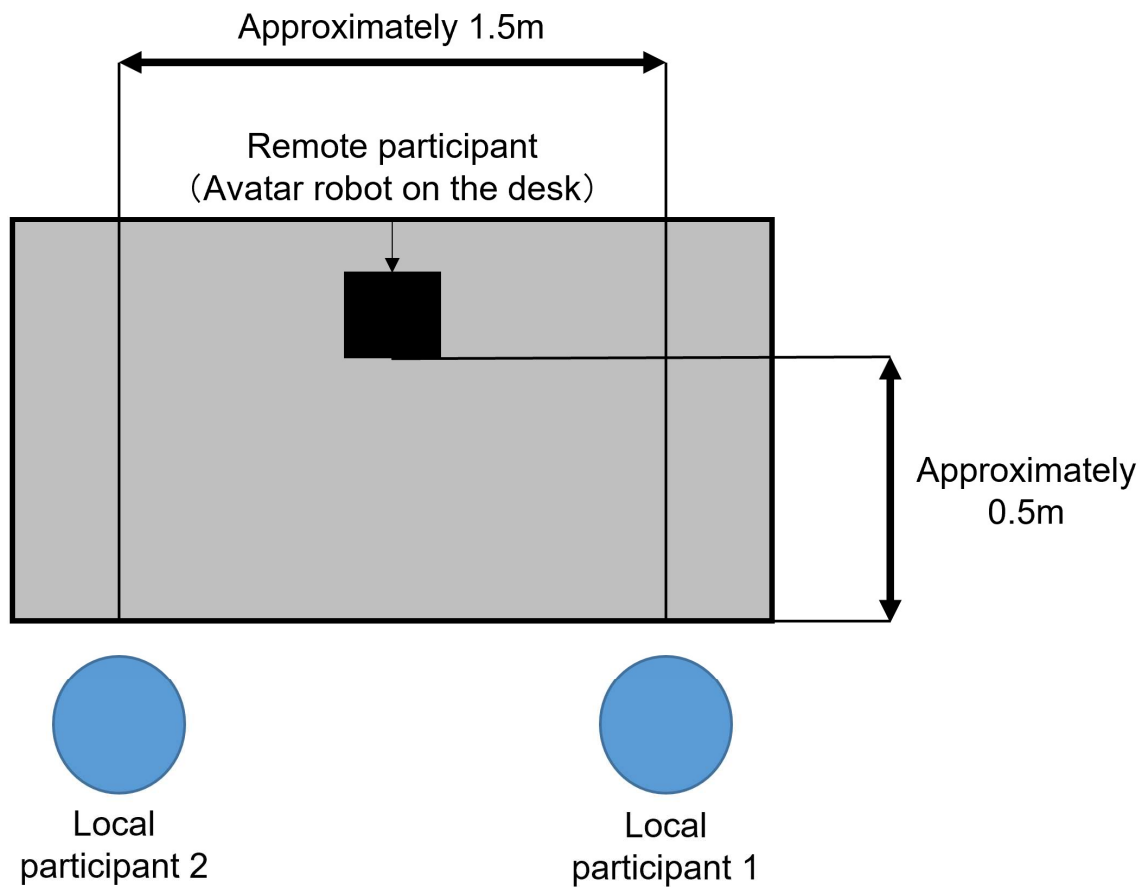 Approximately 1.5m
Remote participant
（Avatar robot on the desk）
Approximately
0.5m
Local
participant 2
Local
participant 1